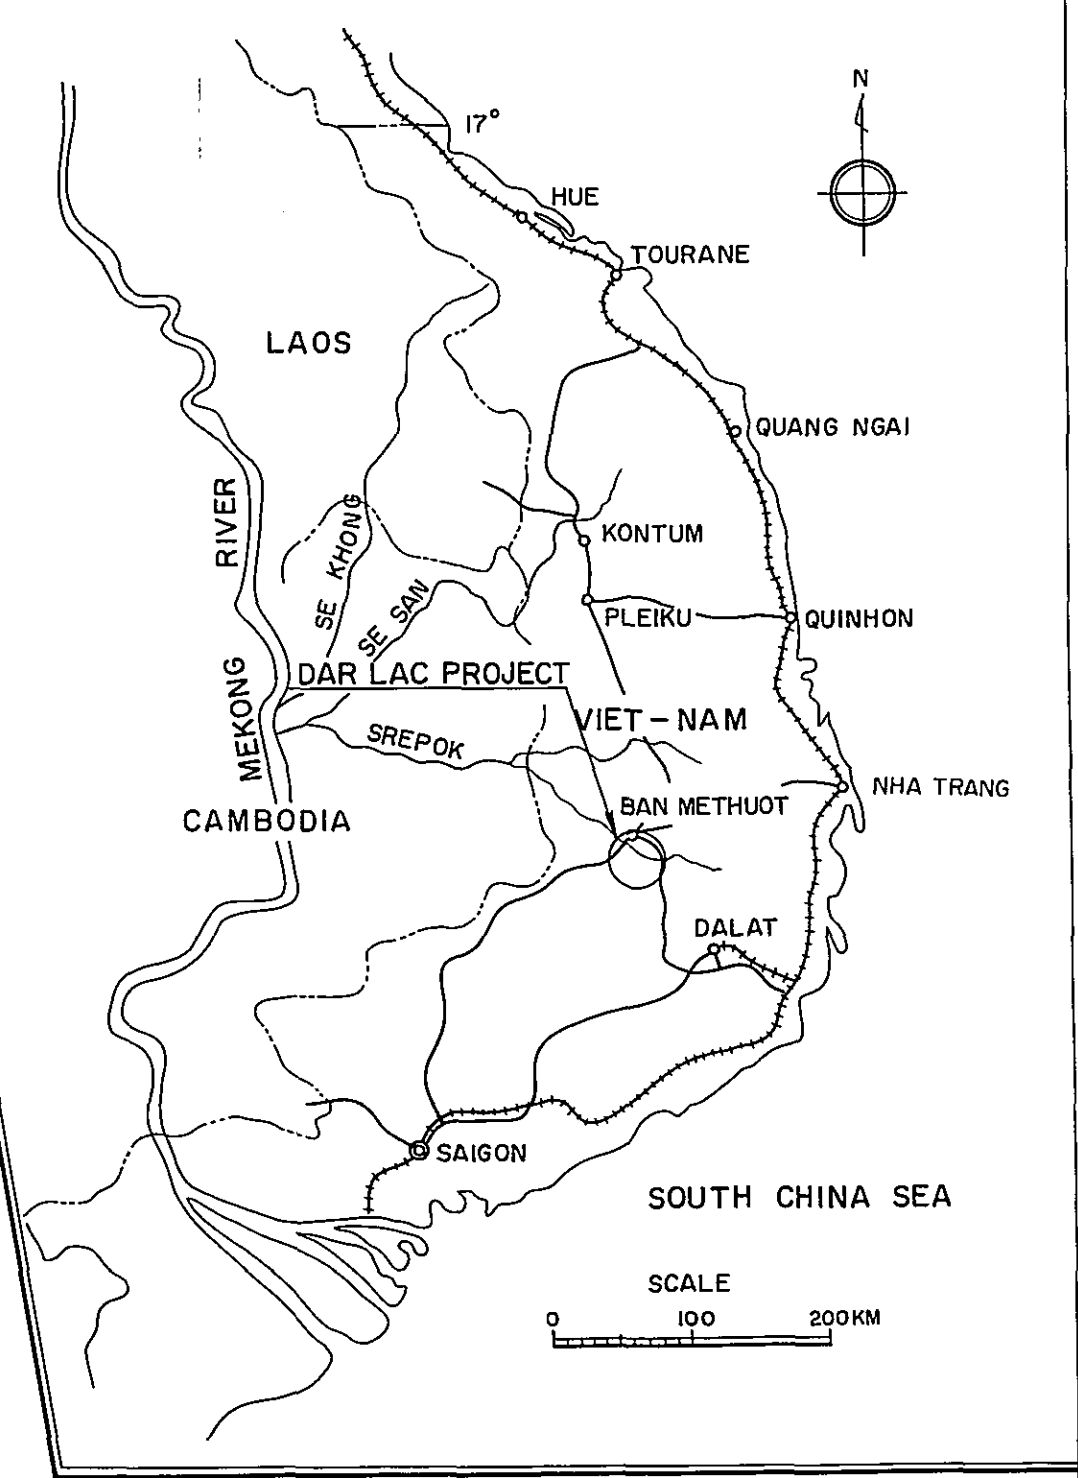 N
17°
HUE
TOURANE
LAOS
QUANG NGAI
RIVER
SE KHONG
KONTUM
SE SAN
PLEIKU
QUINHON
DAR LAC PROJECT
MEKONG
VIET-NAM
SREPOK
NHA TRANG
BAN METHUOT
CAMBODIA
DALAT
SAIGON
SOUTH CHINA SEA
SCALE
0 100 200KM